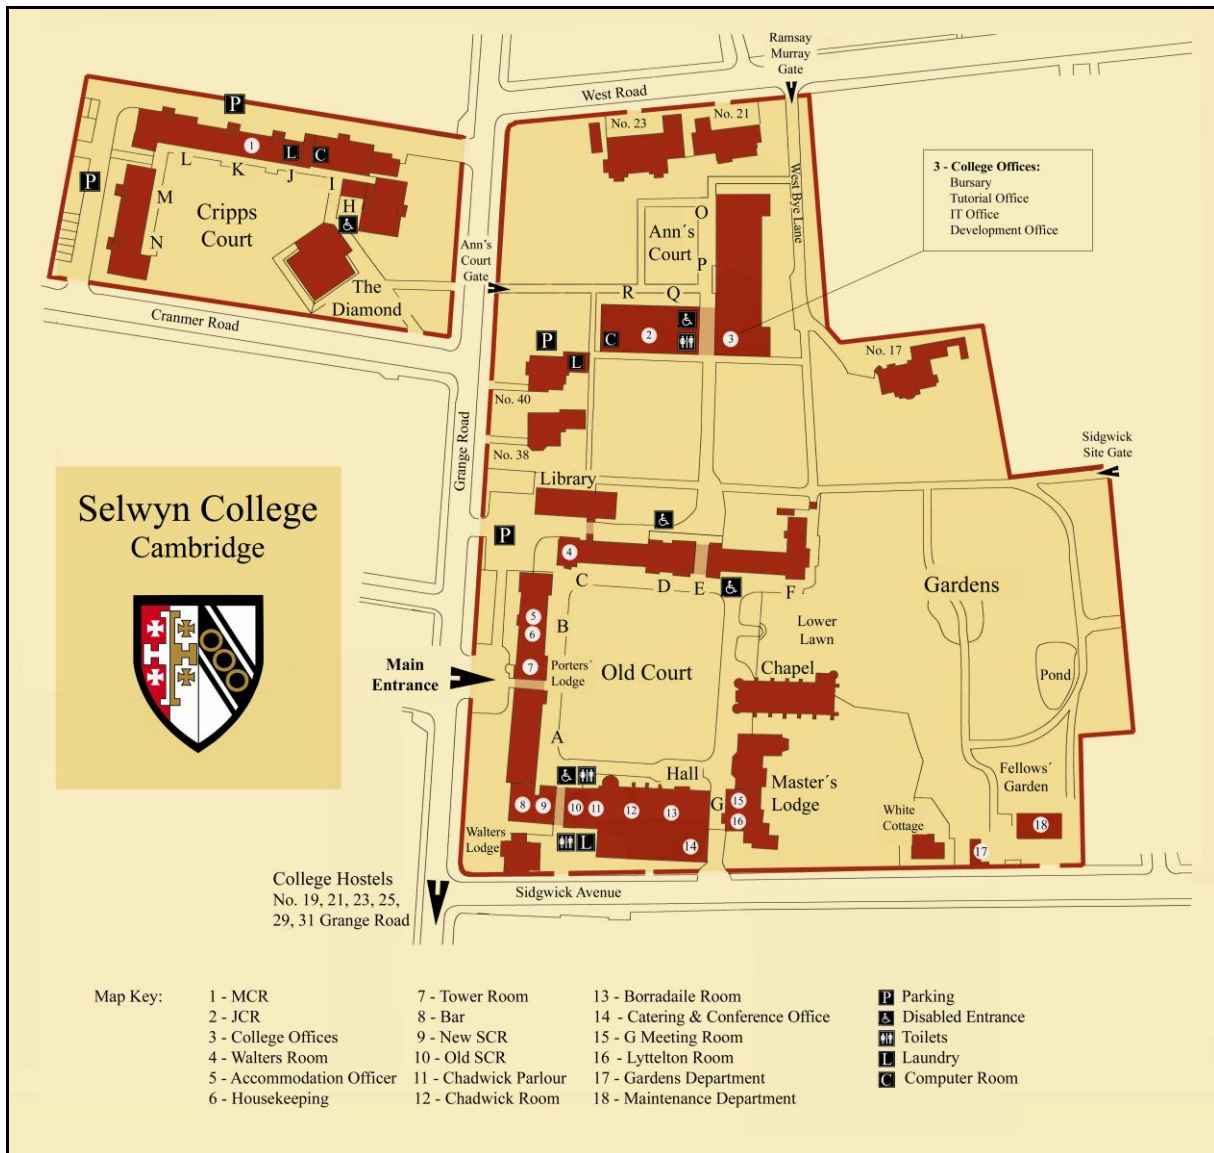 Ramsay
Murray
Gate
West Road
P
No. 23
No. 21
1
L
C
L
K
J
I
H
M
N
P
Cripps
Court
The
Diamond
Cranmer Road
Ann's
Court
Gate
Ann´s
Court
O
P
R
Q
West Bye Lane
3 - College Offices:
Bursary
Tutorial Office
IT Office
Development Office
C
2
3
P
L
No. 40
No. 38
No. 17
Grange Road
Sidgwick
Site Gate
Library
P
4
C
D
E
F
Selwyn College
Cambridge
5
6
7
B
Porters´
Lodge
Main
Entrance
Old Court
A
Lower
Lawn
Chapel
Gardens
Pond
Hall
G
Master´s
Lodge
Fellows´
Garden
White
Cottage
8
9
10
11
12
13
14
15
16
17
18
Walters
Lodge
L
Sidgwick Avenue
College Hostels
No. 19, 21, 23, 25,
29, 31 Grange Road
Map Key:
1 - MCR
2 - JCR
3 - College Offices
4 - Walters Room
5 - Accommodation Officer
6 - Housekeeping
7 - Tower Room
8 - Bar
9 - New SCR
10 - Old SCR
11 - Chadwick Parlour
12 - Chadwick Room
13 - Borradaile Room
14 - Catering & Conference Office
15 - G Meeting Room
16 - Lyttelton Room
17 - Gardens Department
18 - Maintenance Department
P Parking
Disabled Entrance
Toilets
L Laundry
C Computer Room